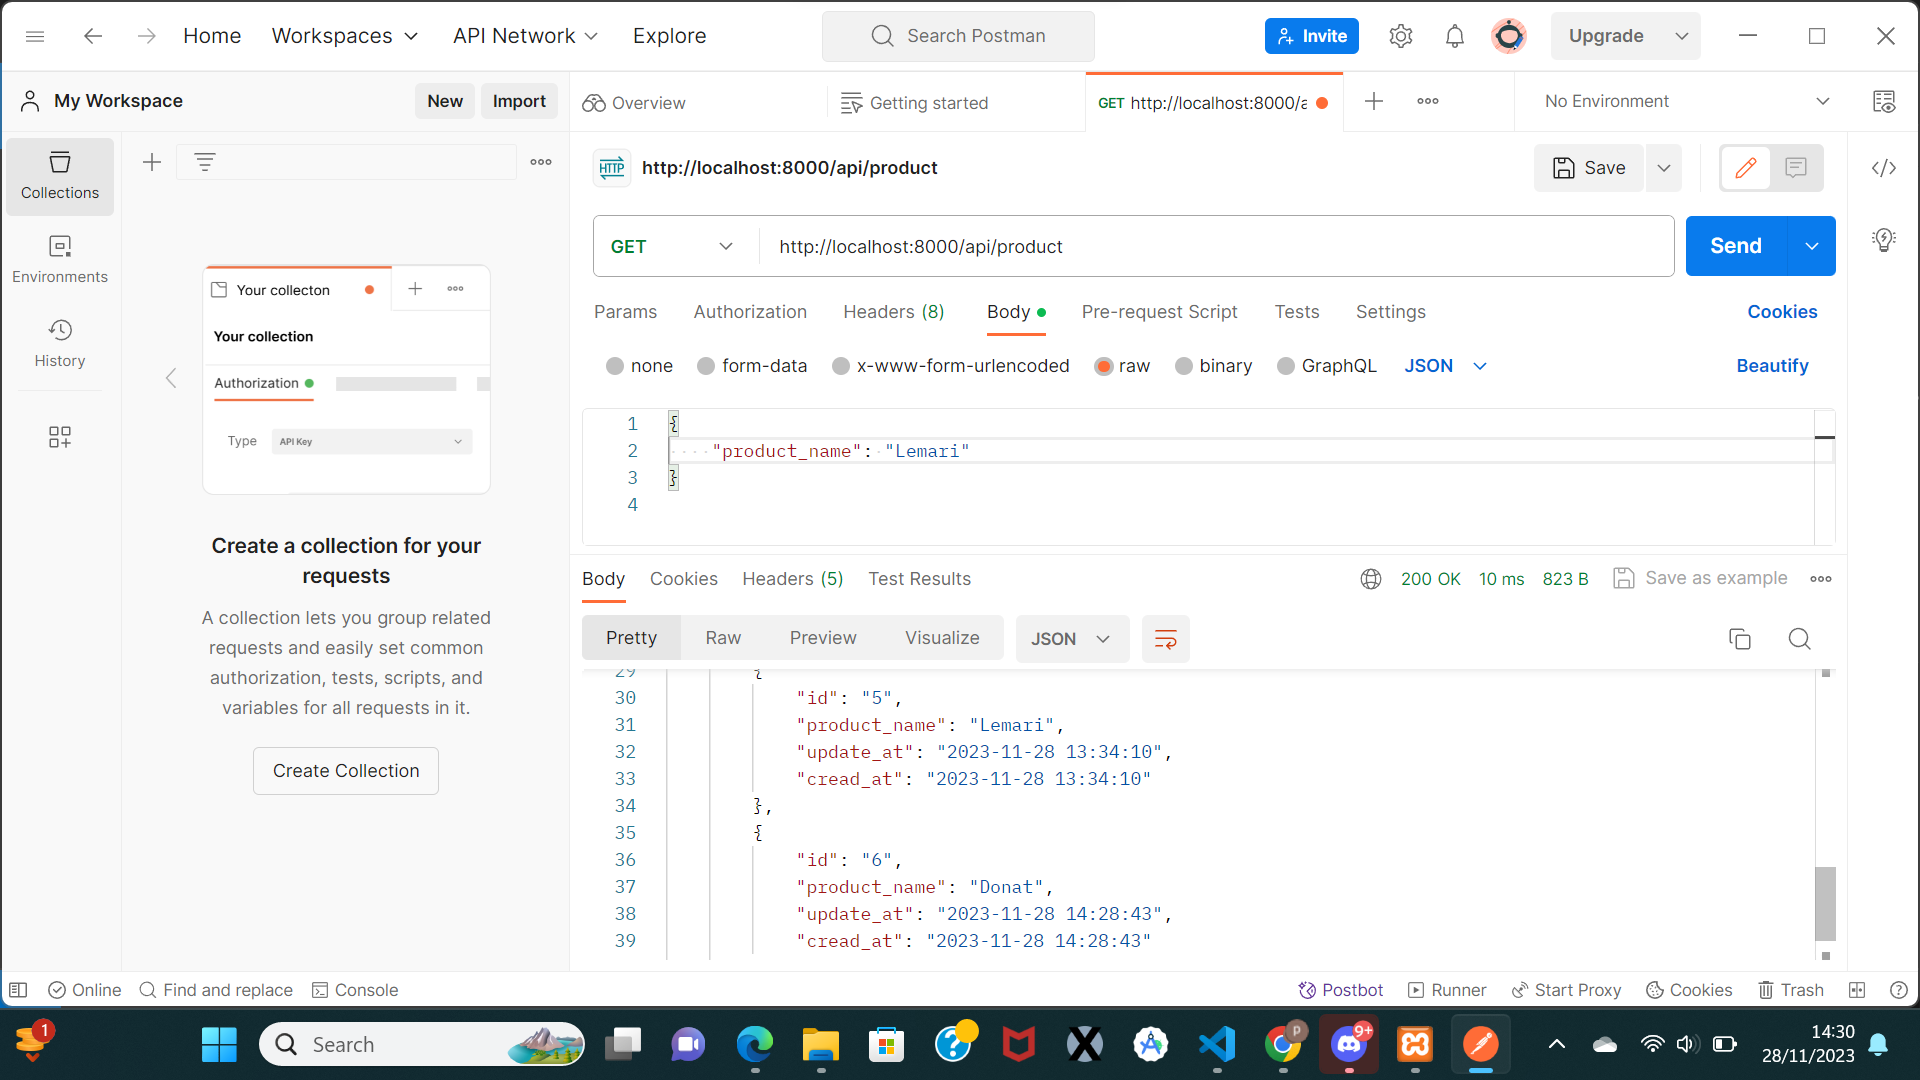 Home
Workspaces
API Network
Explore
Search Postman
Invite
Upgrade
My Workspace
New
Import
Overview
Getting started
GET http://localhost:8000/a
No Environment
Collections
Environments
History
Your collecton
Your collection
Authorization
Type
API Key
Create a collection for your
requests
A collection lets you group related
requests and easily set common
authorization, tests, scripts, and
variables for all requests in it.
Create Collection
HTTP
http://localhost:8000/api/product
Save
GET
http://localhost:8000/api/product
Send
Params
Authorization
Headers (8)
Body
Pre-request Script
Tests
Settings
Cookies
none
form-data
x-www-form-urlencoded
raw
binary
GraphQL
JSON
Beautify
1 {
2 "product_name": "Lemari"
3 }
4
Body
Cookies
Headers (5)
Test Results
200 OK
10 ms
823 B
Save as example
Pretty
Raw
Preview
Visualize
JSON
29 {
30 "id": "5",
31 "product_name": "Lemari",
32 "update_at": "2023-11-28 13:34:10",
33 "cread_at": "2023-11-28 13:34:10"
34 },
35 {
36 "id": "6",
37 "product_name": "Donat",
38 "update_at": "2023-11-28 14:28:43",
39 "cread_at": "2023-11-28 14:28:43"
Online
Find and replace
Console
Postbot
Runner
Start Proxy
Cookies
Trash
1
Search
P
9+
14:30
28/11/2023